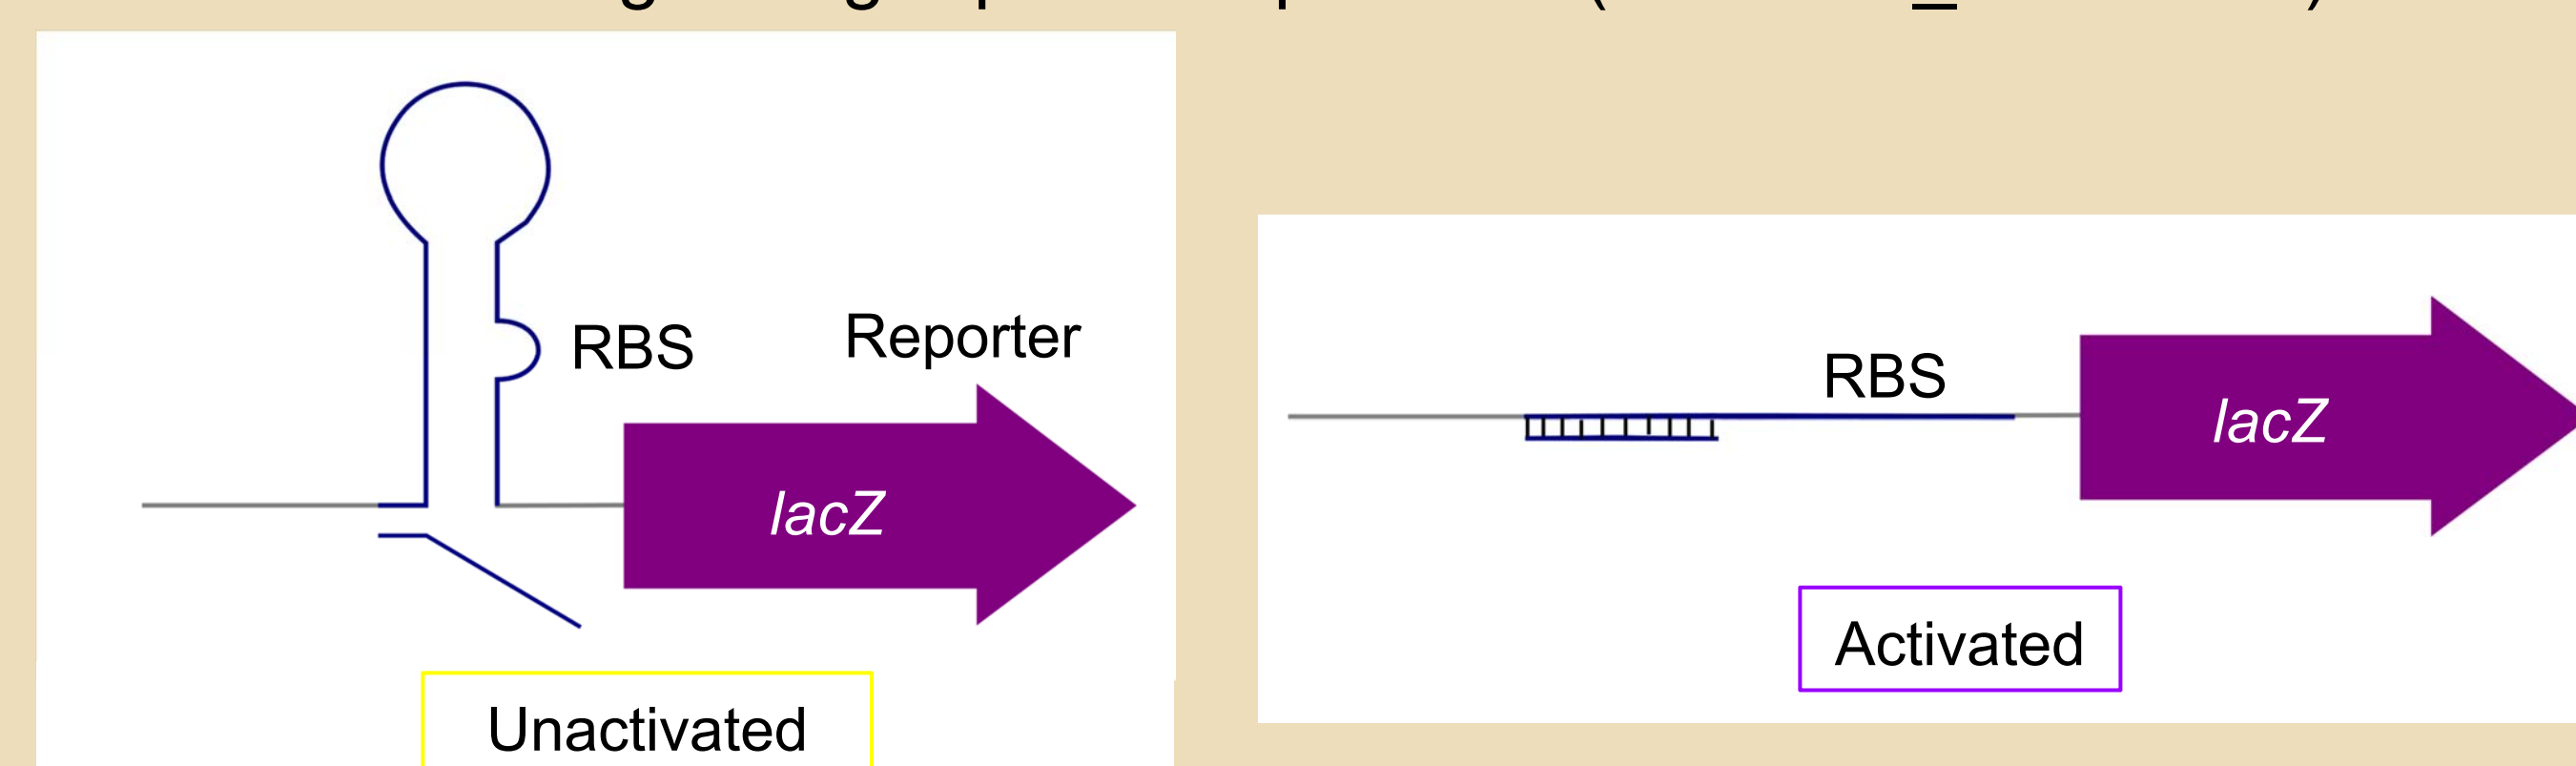 RBS
Reporter
lacZ
Unactivated
RBS
lacZ
Activated